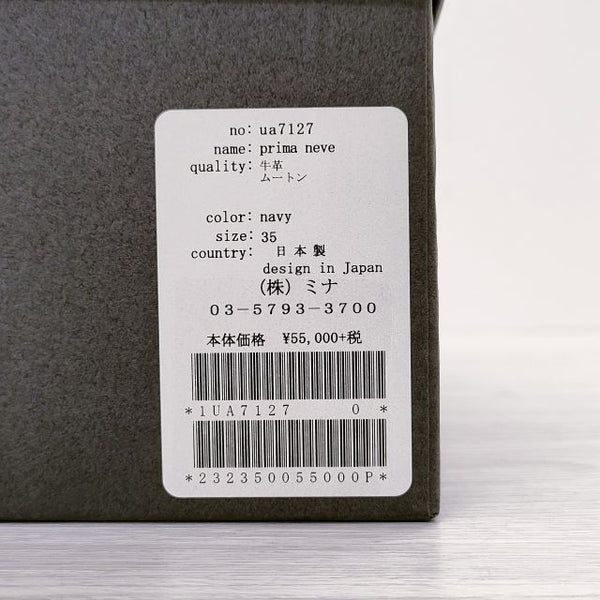 no: ua7127
name: prima neve
quality: 牛革
ムートン
color: navy
size: 35
country: 日本製
design in Japan
(株) ミナ
03-5793-3700
本体価格 ¥55,000+税
*1UA7127 0*
*232350055000P*